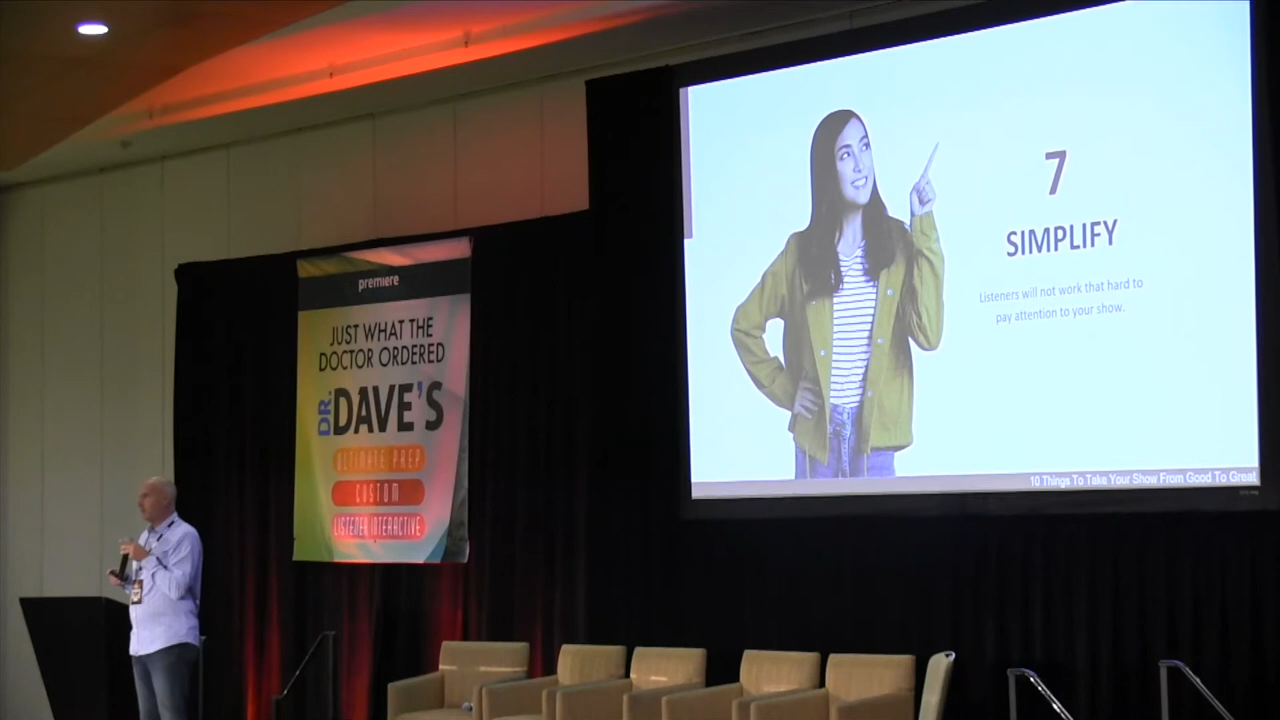 premiere
JUST WHAT THE
DOCTOR ORDERED
DR. DAVE'S
ULTIMATE PREP
CUSTOM
LISTENER INTERACTIVE
7
SIMPLIFY
Listeners will not work that hard to
pay attention to your show.
10 Things To Take Your Show From Good To Great